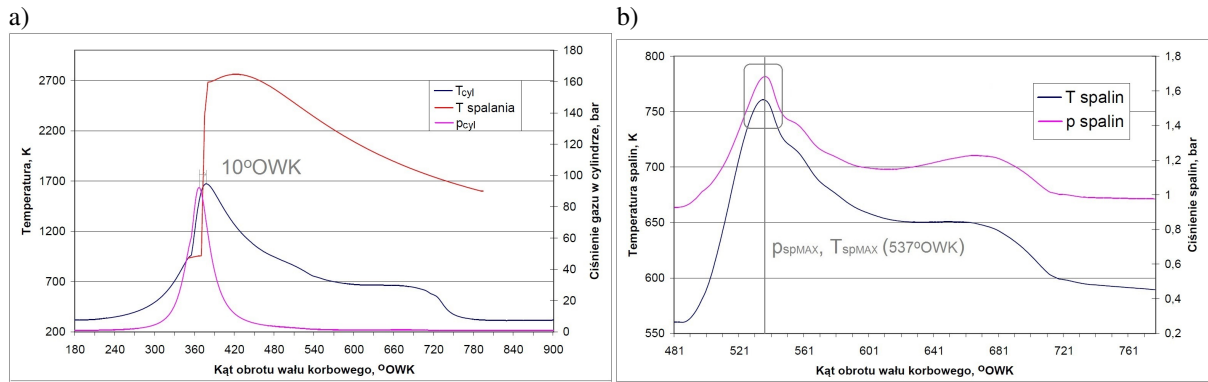 a)
Temperatura, K
2700
2200
1700
1200
700
200
180 240 300 360 420 480 540 600 660 720 780 840 900
Kąt obrotu wału korbowego, ºOWK
180
160
140
120
100
80
60
40
20
0
Ciśnienie gazu w cylindrze, bar
Tcyl
T spalania
pcyl
10ºOWK
b)
Temperatura spalin, K
800
750
700
650
600
550
481 521 561 601 641 681 721 761
Kąt obrotu wału korbowego, ºOWK
1,8
1,6
1,4
1,2
1
0,8
0,6
0,4
0,2
Ciśnienie spalin, bar
T spalin
p spalin
pspMAX, TspMAX (537ºOWK)